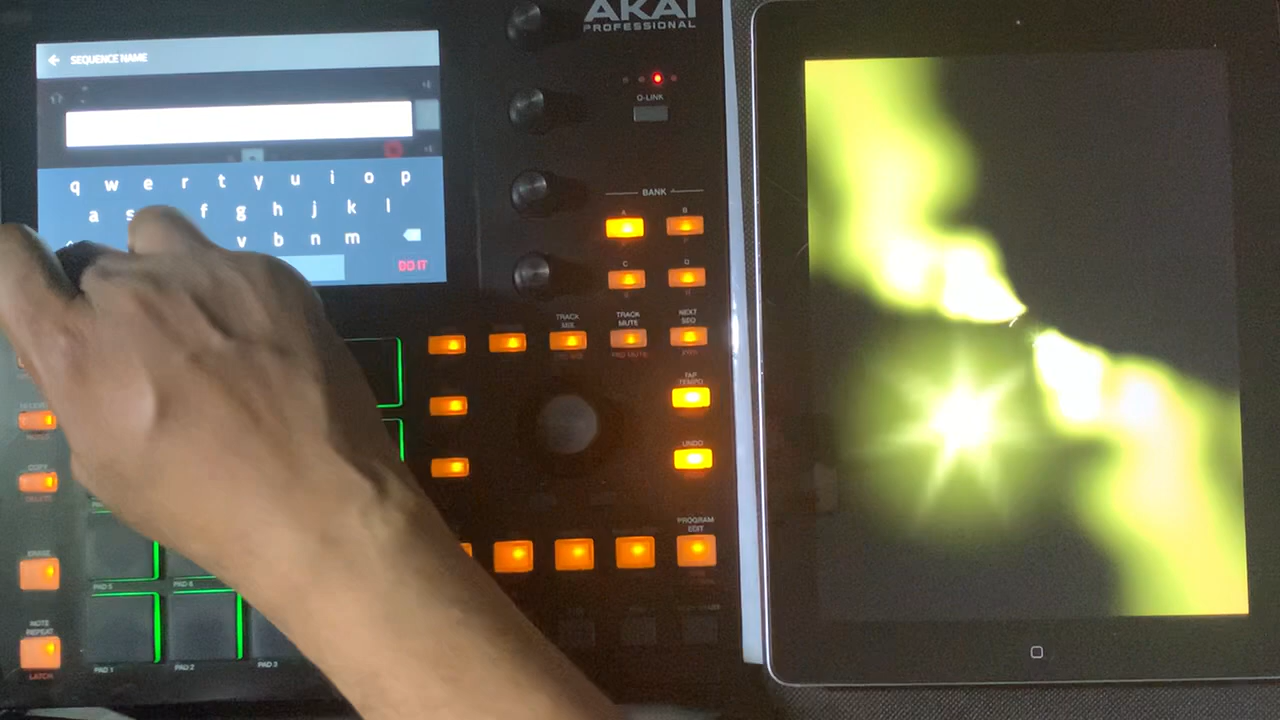 AKAI
PROFESSIONAL
SEQUENCE NAME
Q-LINK
q w e r t y u i o p
a s f g h j k l
v b n m
DO IT
BANK
A B
C D
TRACK
MIX
TRACK
MUTE
NEXT
SEQ
TAP
TEMPO
UNDO
COPY
DELETE
PROGRAM
EDIT
ERASE
NOTE
REPEAT
LATCH
PAD 5 PAD 6
PAD 1 PAD 2 PAD 3